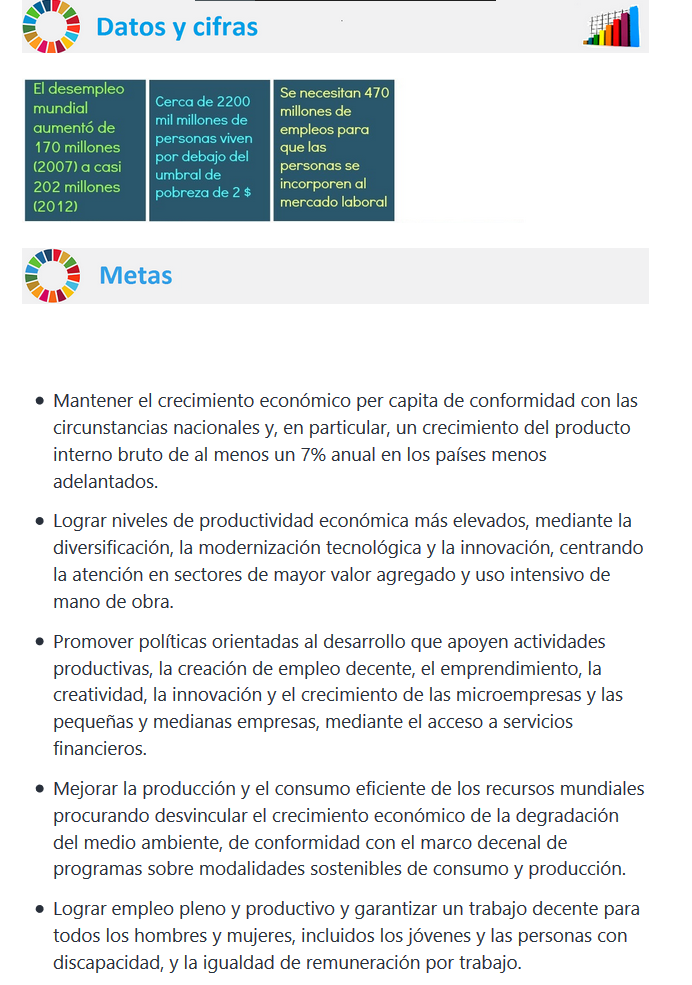 Datos y cifras
El desempleo
mundial
aumentó de
170 millones
(2007) a casi
202 millones
(2012)
Cerca de 2200
mil millones de
personas viven
por debajo del
umbral de
pobreza de 2 $
Se necesitan 470
millones de
empleos para
que las
personas se
incorporen al
mercado laboral
Metas
• Mantener el crecimiento económico per capita de conformidad con las
circunstancias nacionales y, en particular, un crecimiento del producto
interno bruto de al menos un 7% anual en los países menos
adelantados.
• Lograr niveles de productividad económica más elevados, mediante la
diversificación, la modernización tecnológica y la innovación, centrando
la atención en sectores de mayor valor agregado y uso intensivo de
mano de obra.
• Promover políticas orientadas al desarrollo que apoyen actividades
productivas, la creación de empleo decente, el emprendimiento, la
creatividad, la innovación y el crecimiento de las microempresas y las
pequeñas y medianas empresas, mediante el acceso a servicios
financieros.
• Mejorar la producción y el consumo eficiente de los recursos mundiales
procurando desvincular el crecimiento económico de la degradación
del medio ambiente, de conformidad con el marco decenal de
programas sobre modalidades sostenibles de consumo y producción.
• Lograr empleo pleno y productivo y garantizar un trabajo decente para
todos los hombres y mujeres, incluidos los jóvenes y las personas con
discapacidad, y la igualdad de remuneración por trabajo.